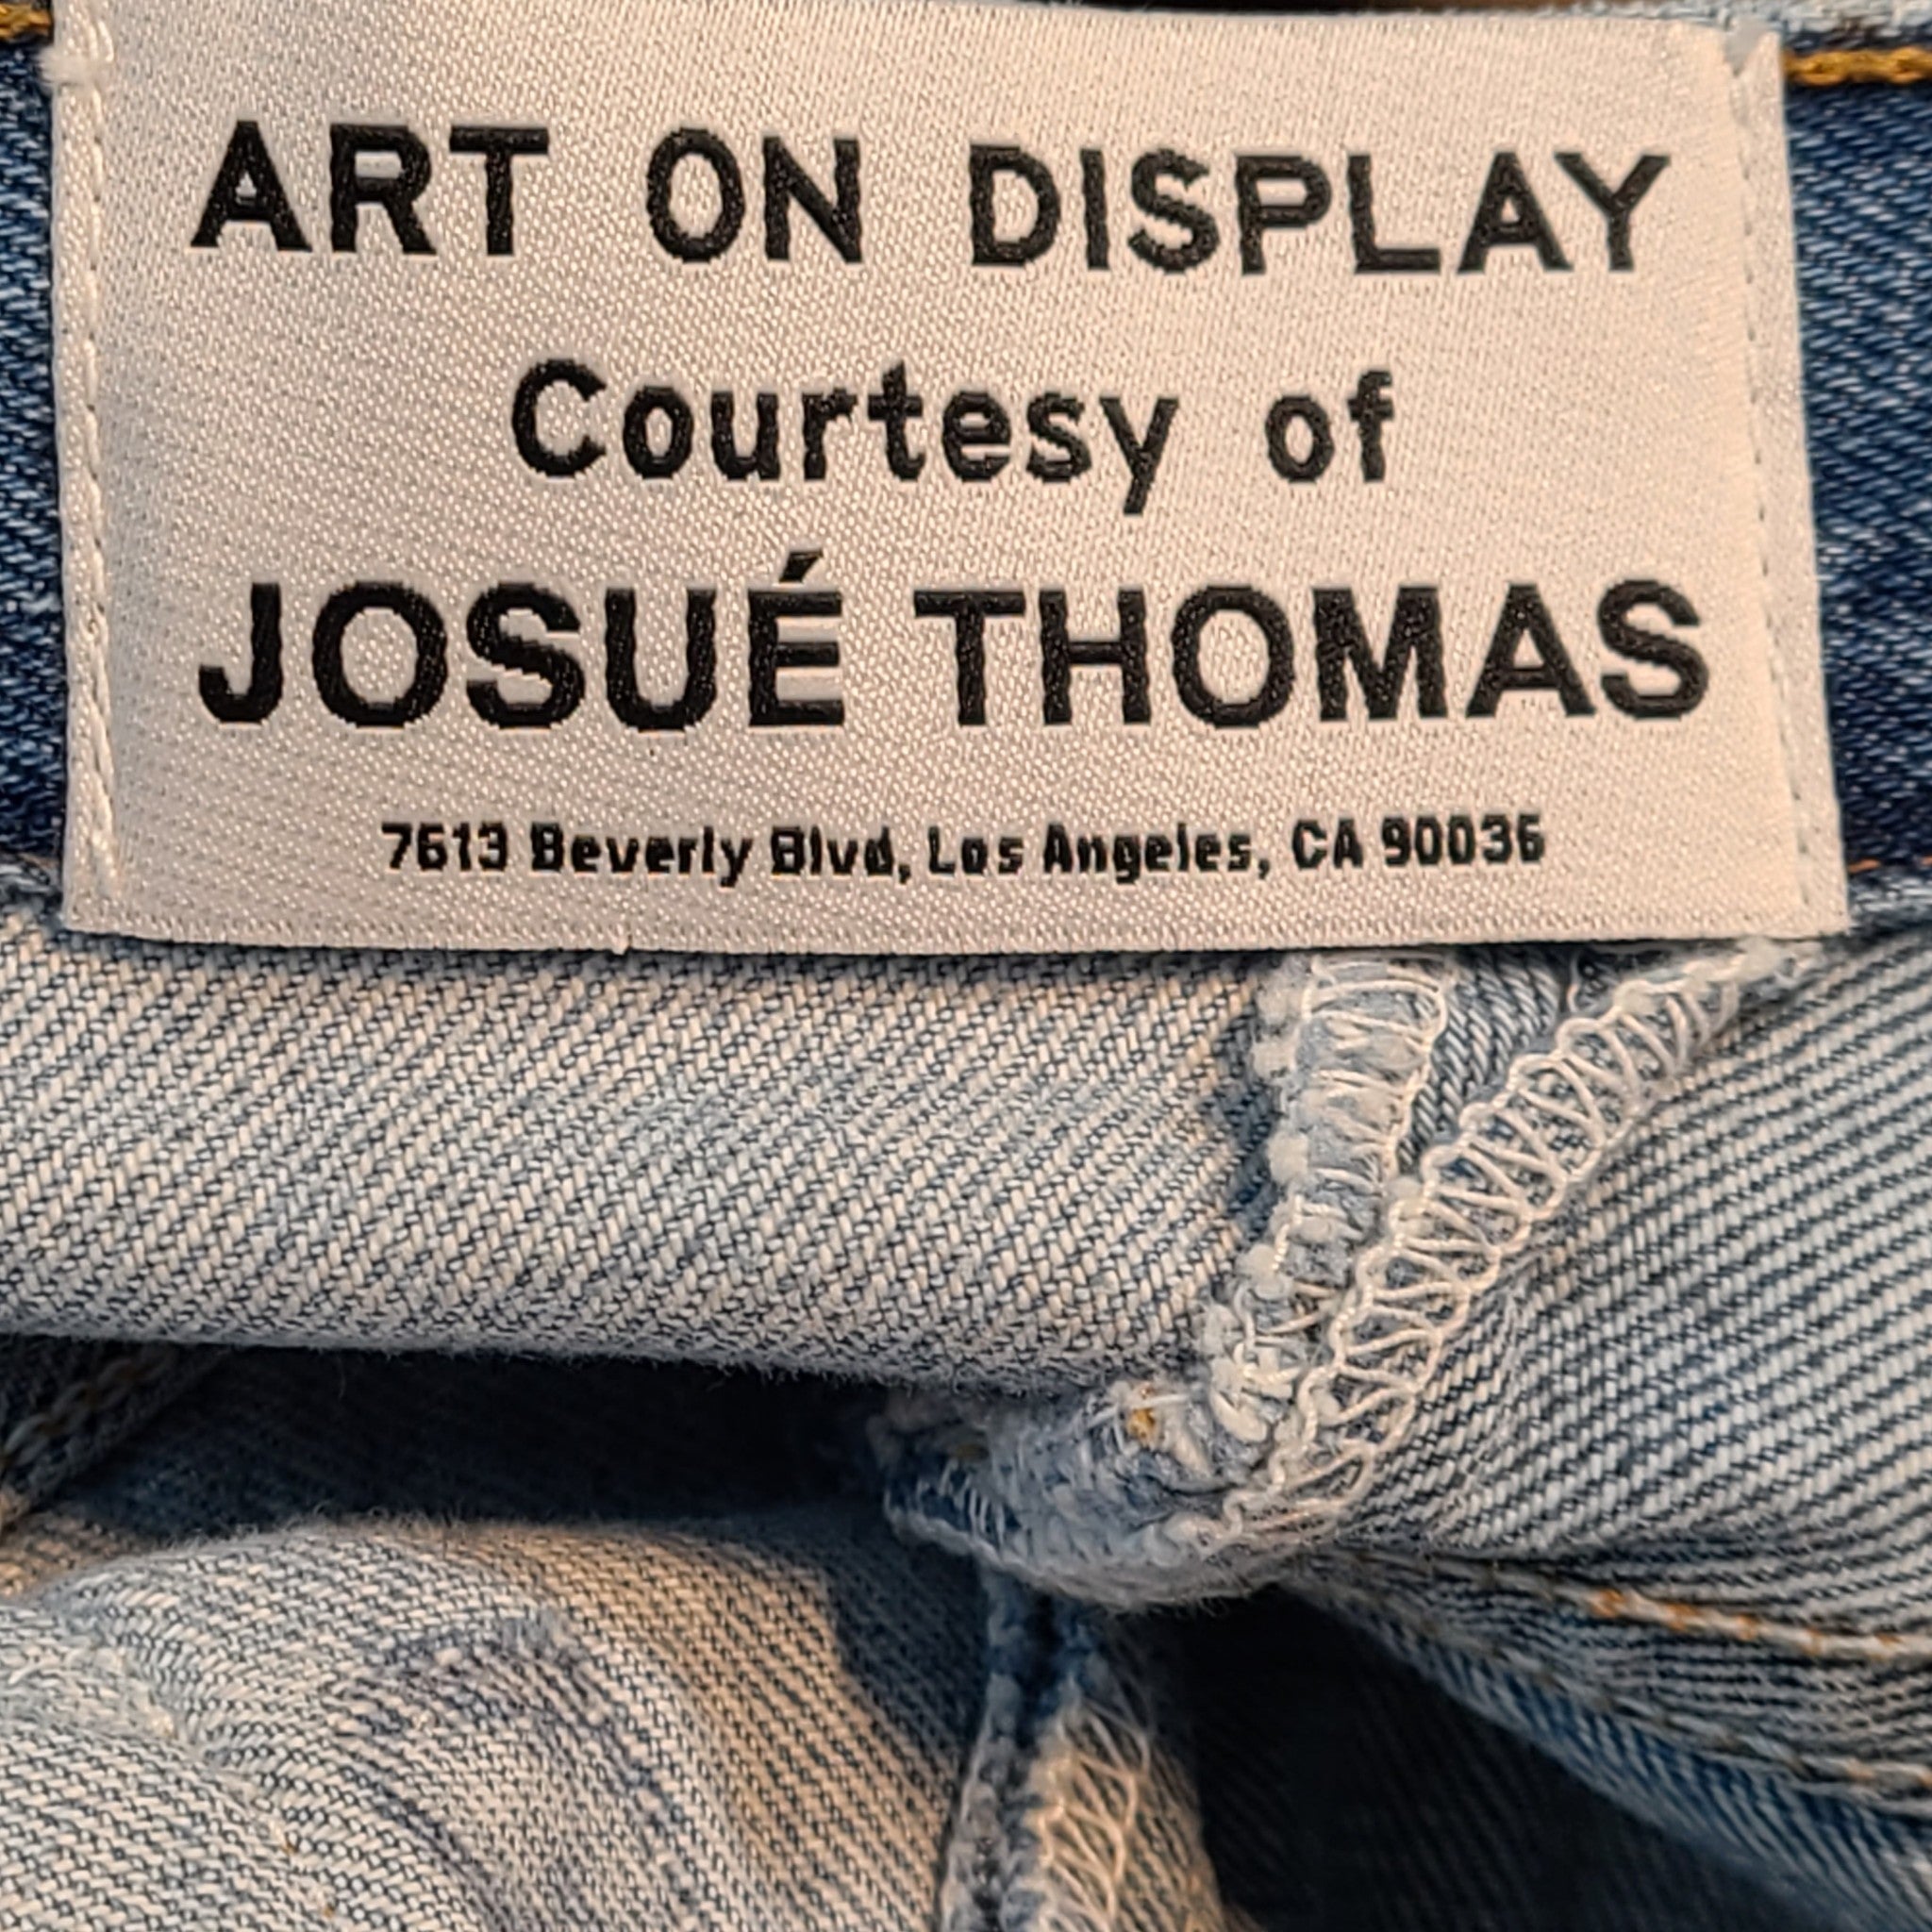 ART ON DISPLAY
Courtesy of
JOSUÉ THOMAS
7613 Beverly Blvd, Los Angeles, CA 90036